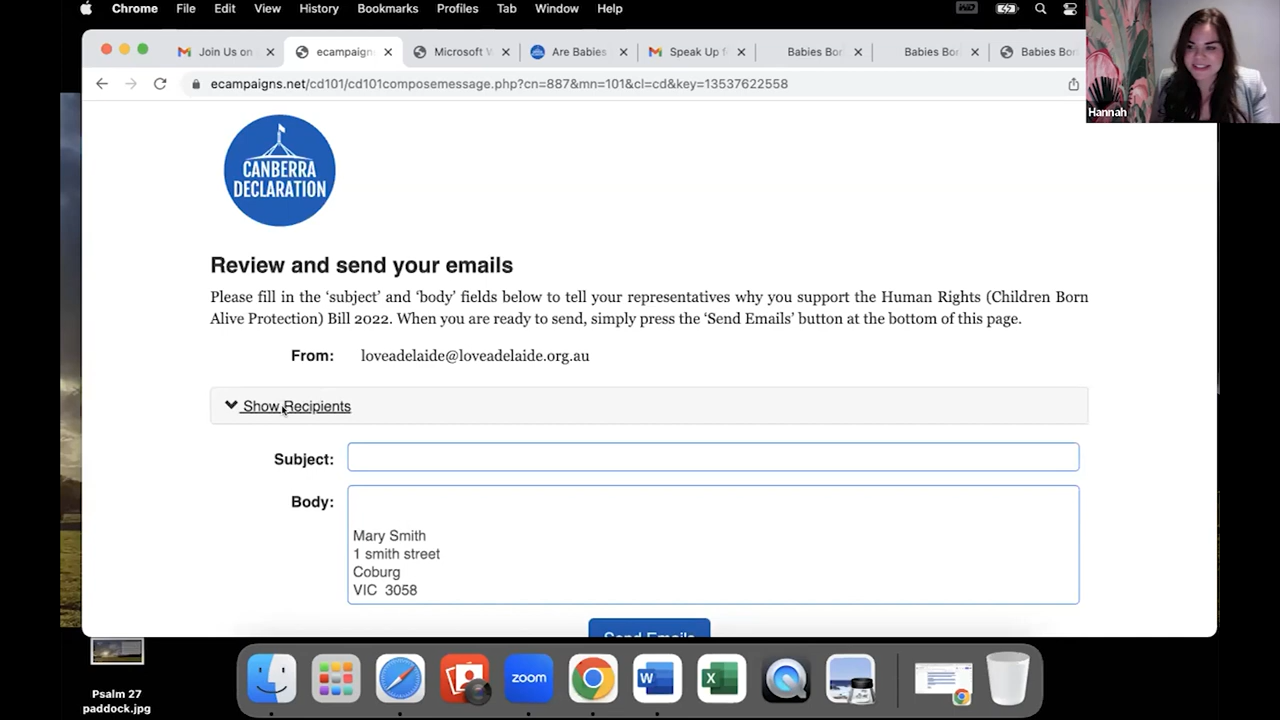 Chrome File Edit View History Bookmarks Profiles Tab Window Help
Join Us on
ecampaign
Microsoft
Are Babies
Speak Up f
Babies Bor
Babies Bor
Babies Bor
ecampaigns.net/cd101/cd101composemessage.php?cn=887&mn=101&cl=cd&key=13537622558
Hannah
CANBERRA
DECLARATION
Review and send your emails
Please fill in the ‘subject’ and ‘body’ fields below to tell your representatives why you support the Human Rights (Children Born
Alive Protection) Bill 2022. When you are ready to send, simply press the ‘Send Emails’ button at the bottom of this page.
From: loveadelaide@loveadelaide.org.au
Show Recipients
Subject:
Body:
Mary Smith
1 smith street
Coburg
VIC 3058
Send Emails
zoom
W
X
Psalm 27
paddock.jpg